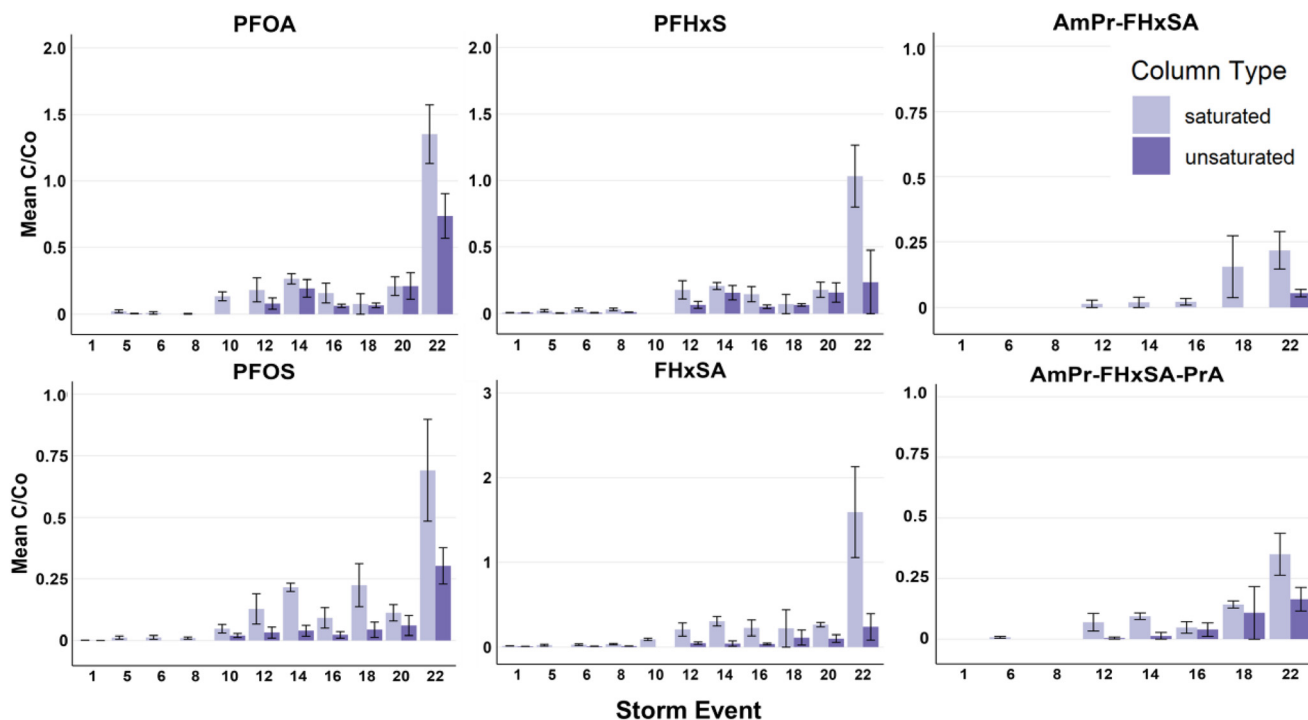 PFOA
PFHxS
AmPr-FHxSA
Mean C/Co
2.0
1.5
1.0
0.5
0
1 5 6 8 10 12 14 16 18 20 22
2.0
1.5
1.0
0.5
0
1 5 6 8 10 12 14 16 18 20 22
1.0
0.75
0.5
0.25
0
1 6 8 12 14 16 18 22
Column Type
saturated
unsaturated
PFOS
FHxSA
AmPr-FHxSA-PrA
Mean C/Co
1.0
0.75
0.5
0.25
0
1 5 6 8 10 12 14 16 18 20 22
3
2
1
0
1 5 6 8 10 12 14 16 18 20 22
1.0
0.75
0.5
0.25
0
1 6 8 12 14 16 18 22
Storm Event